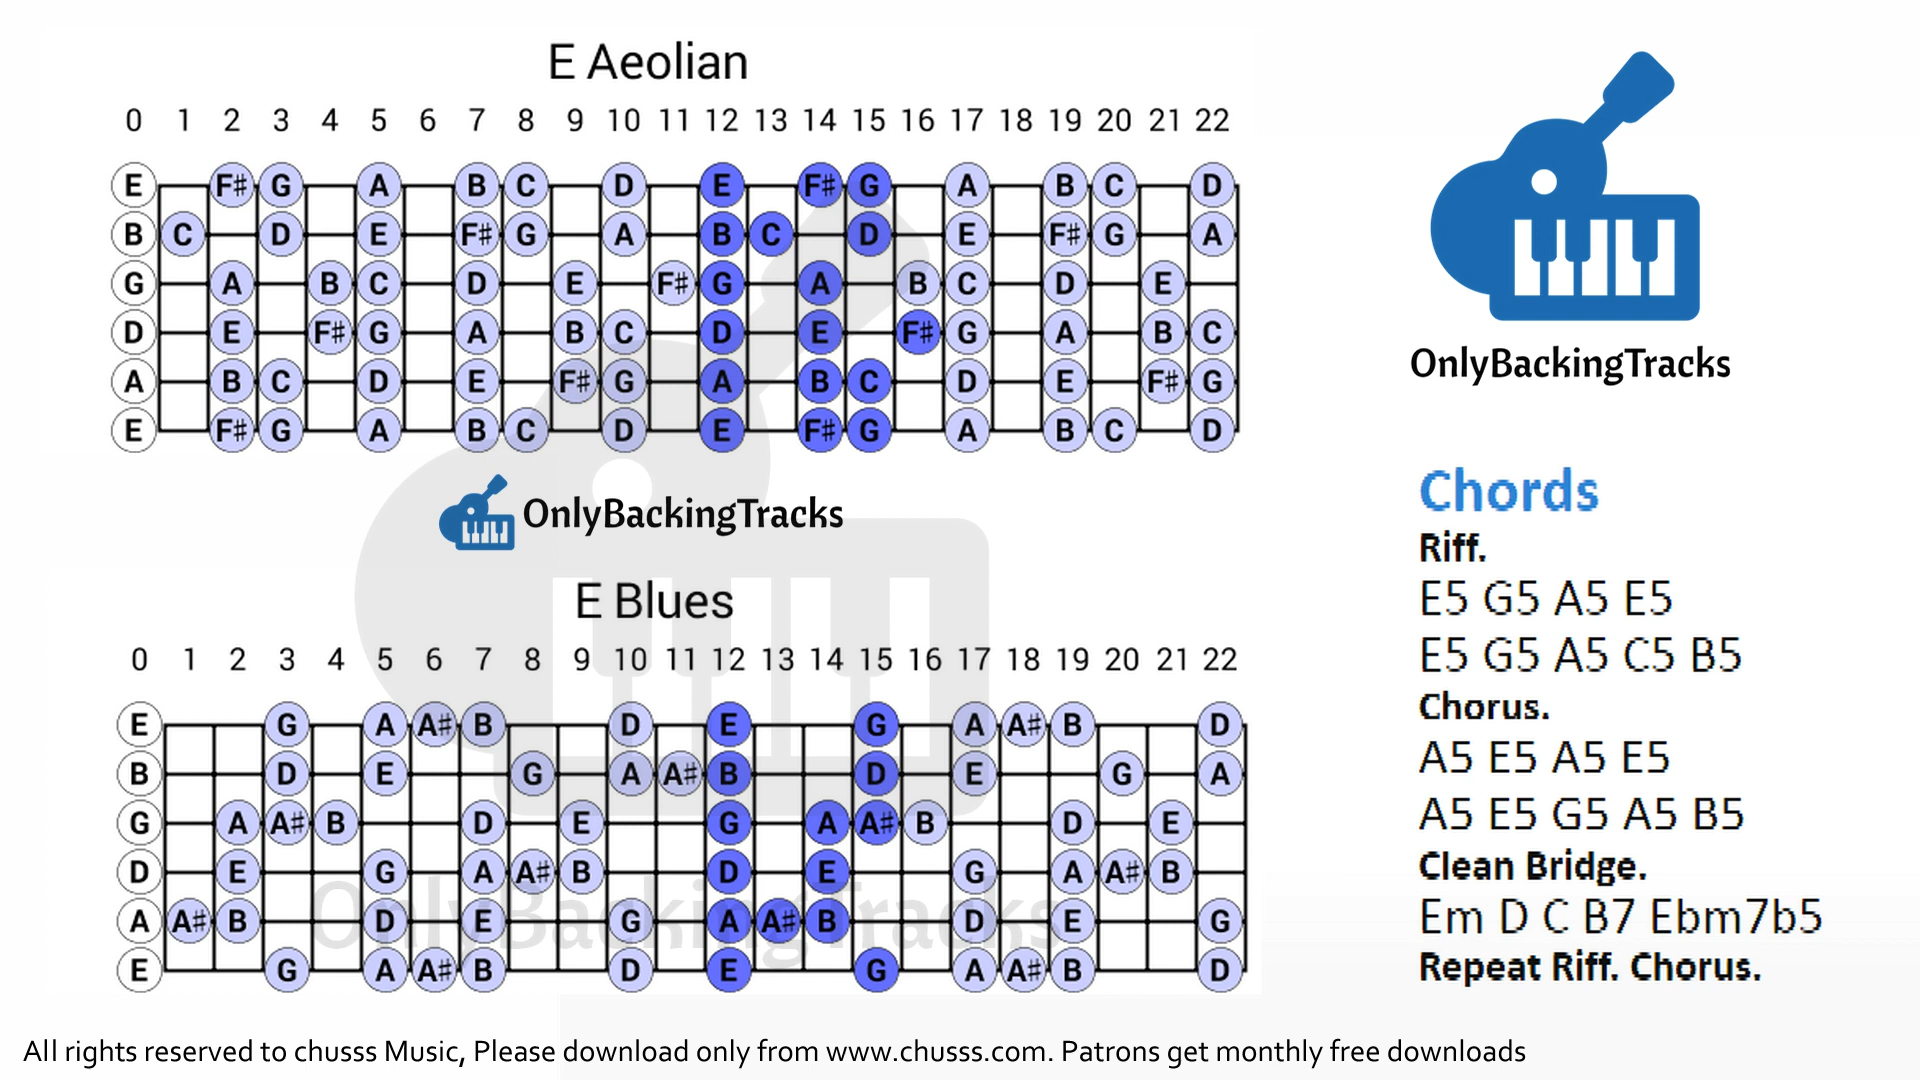 E Aeolian
0 1 2 3 4 5 6 7 8 9 10 11 12 13 14 15 16 17 18 19 20 21 22
E F# G A B C D E F# G A B C D
B C D E F# G A B C D E F# G A
G A B C D E F# G A B C D E
D E F# G A B C D E F# G A B C
A B C D E F# G A B C D E F# G
E F# G A B C D E F# G A B C D
OnlyBackingTracks
E Blues
0 1 2 3 4 5 6 7 8 9 10 11 12 13 14 15 16 17 18 19 20 21 22
E G A A# B D E G A A# B D
B D E G A A# B D E G A
G A A# B D E G A A# B D E
D E G A A# B D E G A A# B
A A# B D E G A A# B D E G
E G A A# B D E G A A# B D
OnlyBackingTracks
OnlyBackingTracks
Chords
Riff.
E5 G5 A5 E5
E5 G5 A5 C5 B5
Chorus.
A5 E5 A5 E5
A5 E5 G5 A5 B5
Clean Bridge.
Em D C B7 Ebm7b5
Repeat Riff. Chorus.
All rights reserved to chusss Music, Please download only from www.chusss.com. Patrons get monthly free downloads